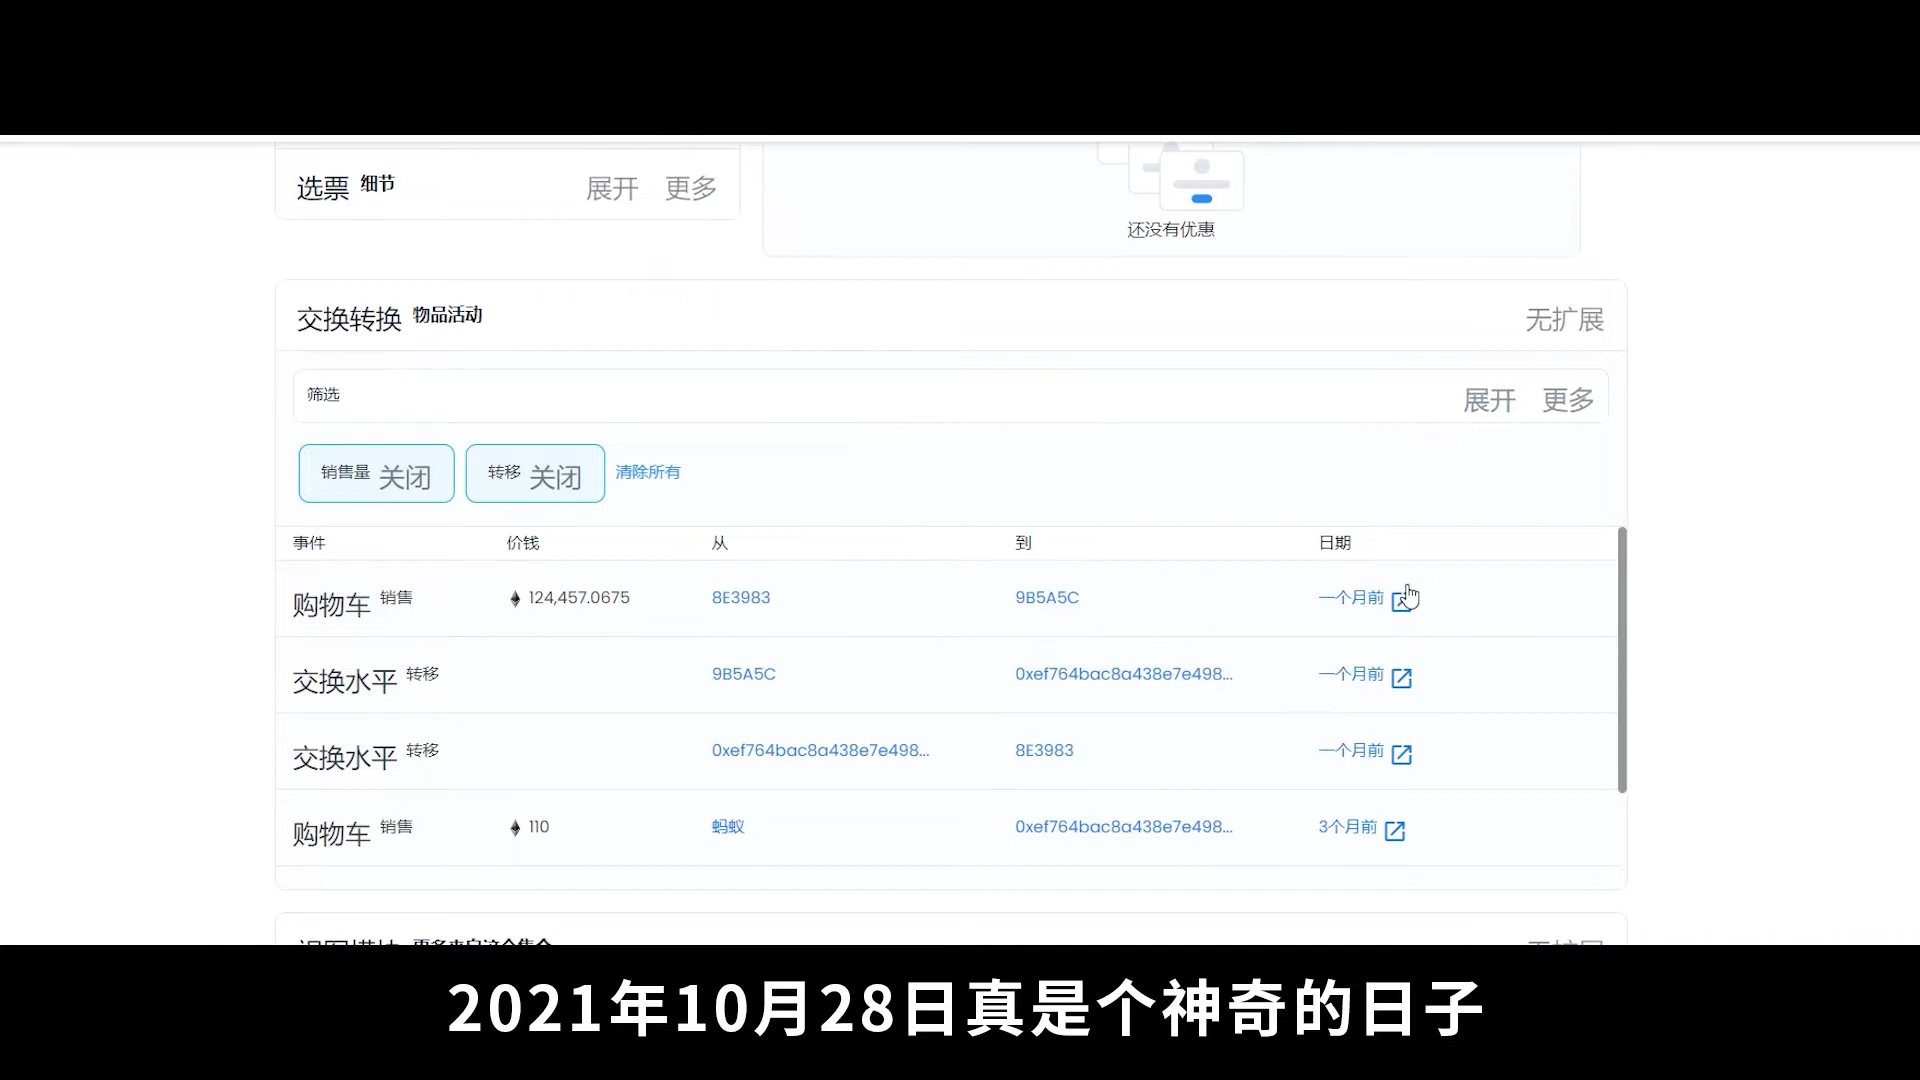 选票 细节 展开 更多
还没有优惠
交换转换 物品活动 无扩展
筛选 展开 更多
销售量 关闭 转移 关闭 清除所有
事件 价钱 从 到 日期
购物车 销售 124,457.0675 8E3983 9B5A5C 一个月前
交换水平 转移 9B5A5C 0xef764bac8a438e7e498... 一个月前
交换水平 转移 0xef764bac8a438e7e498... 8E3983 一个月前
购物车 销售 110 蚂蚁 0xef764bac8a438e7e498... 3个月前
2021年10月28日真是个神奇的日子